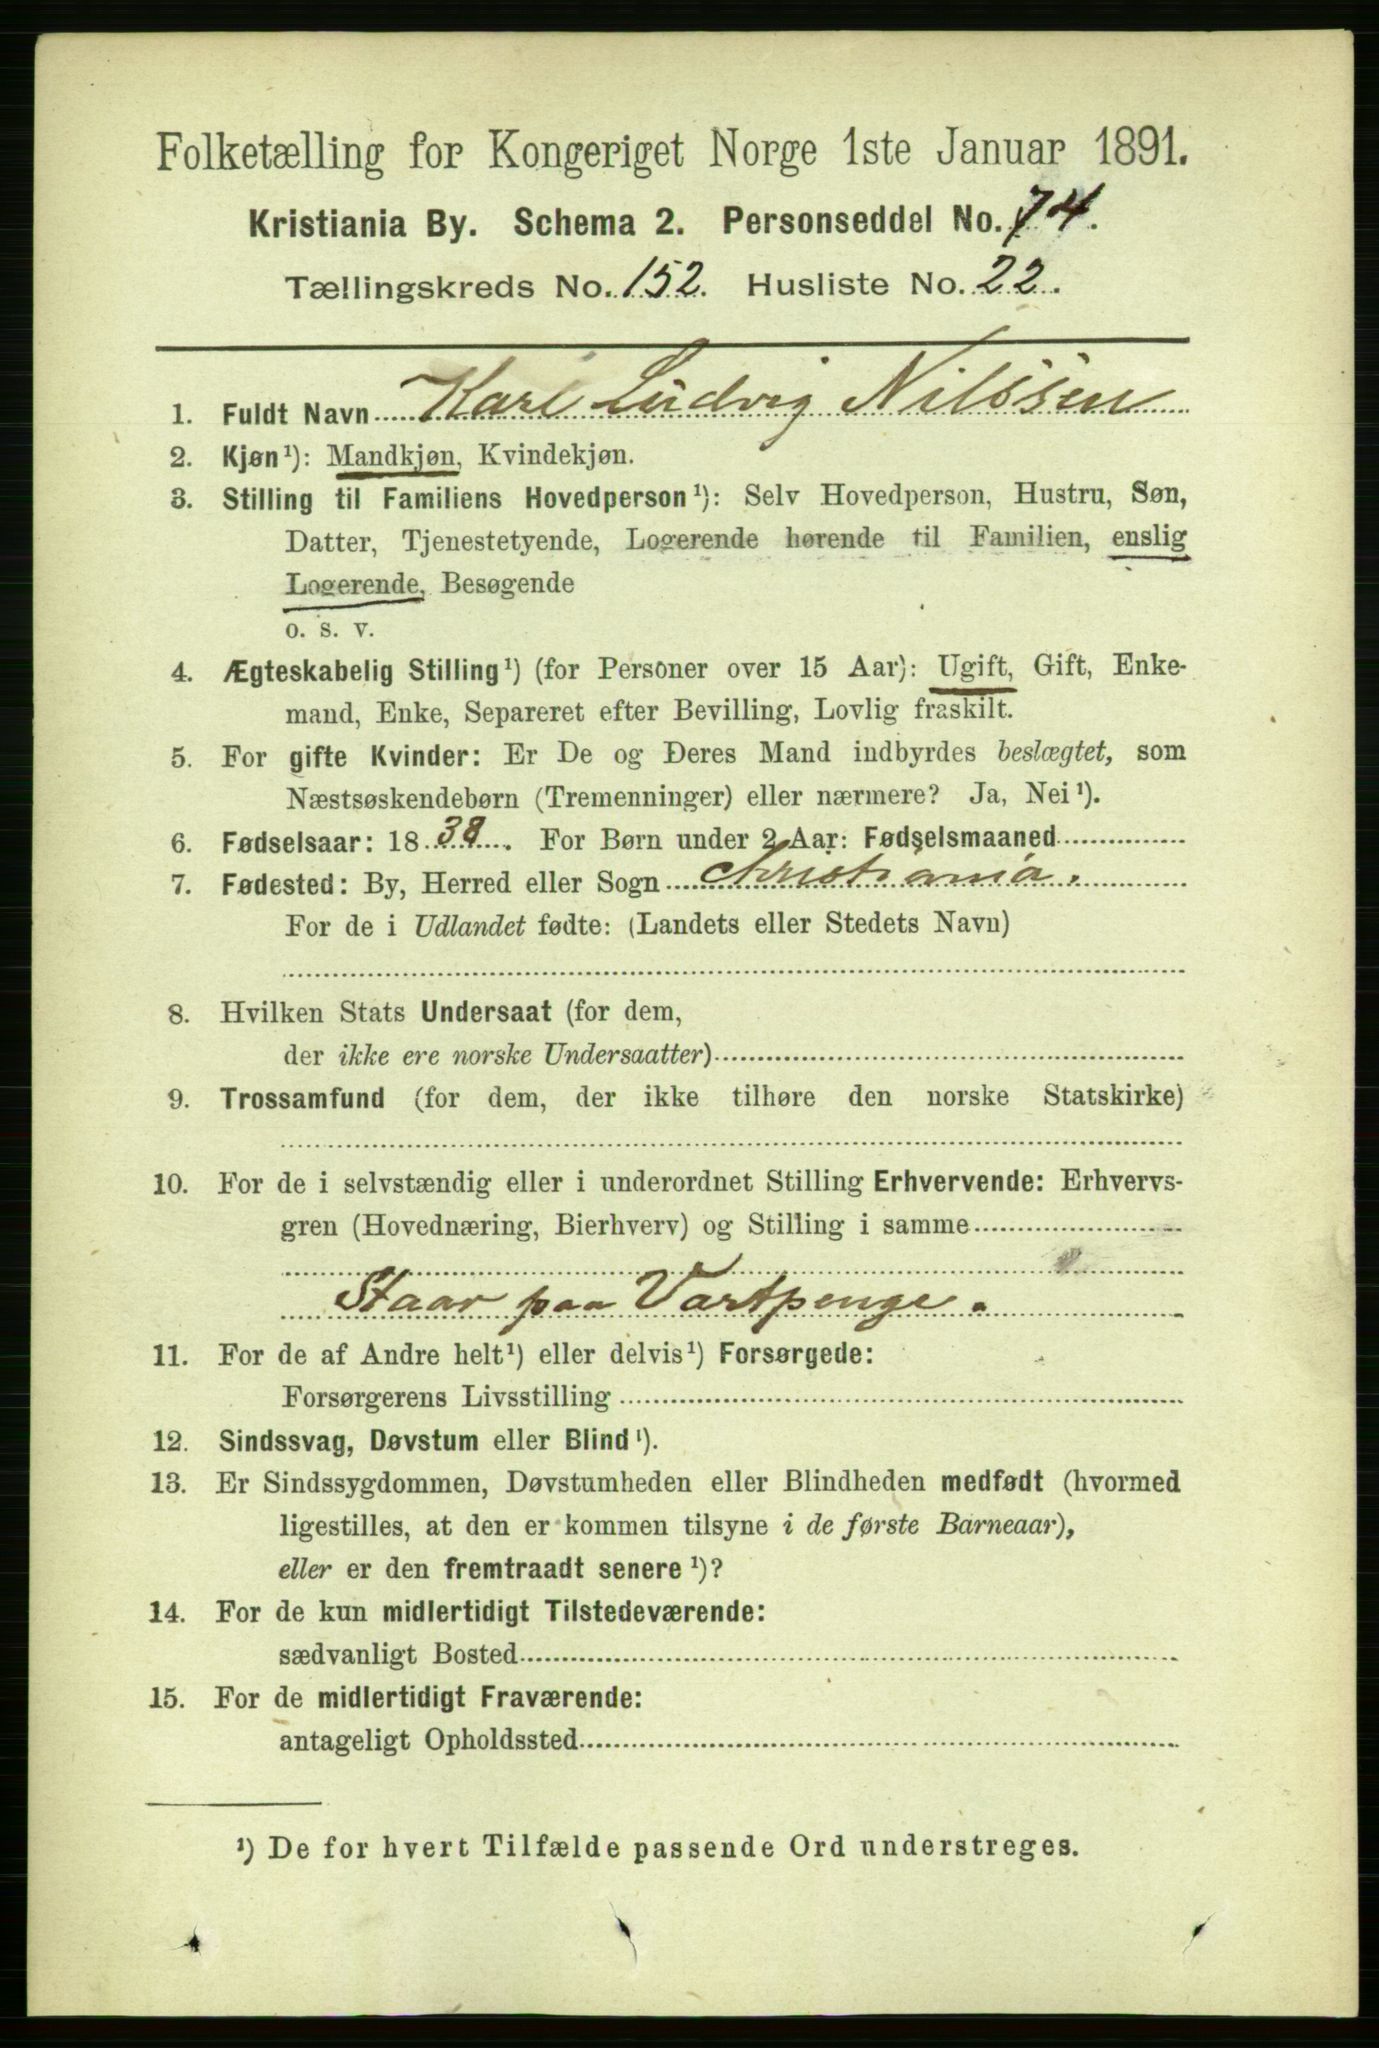 Folketælling for Kongeriget Norge 1ste Januar 1891.
Kristiania By. Schema 2. Personseddel No. 74.
Tællingskreds No. 152. Husliste No. 22.
1. Fuldt Navn Karl Ludvig Nilssen
2. Kjøn¹): Mandkjøn, Kvindekjøn.
3. Stilling til Familiens Hovedperson¹): Selv Hovedperson, Hustru, Søn,
Datter, Tjenestetyende, Logerende hørende til Familien, enslig
Logerende, Besøgende
o. s. v.
4. Ægteskabelig Stilling¹) (for Personer over 15 Aar): Ugift, Gift, Enke-
mand, Enke, Separeret efter Bevilling, Lovlig fraskilt.
5. For gifte Kvinder: Er De og Deres Mand indbyrdes beslægtet, som
Næstsøskendebørn (Tremenninger) eller nærmere? Ja, Nei¹).
6. Fødselsaar: 1838. For Børn under 2 Aar: Fødselsmaaned
7. Fødested: By, Herred eller Sogn Christiania.
For de i Udlandet fødte: (Landets eller Stedets Navn)
8. Hvilken Stats Undersaat (for dem,
der ikke ere norske Undersaatter)
9. Trossamfund (for dem, der ikke tilhøre den norske Statskirke)
10. For de i selvstændig eller i underordnet Stilling Erhvervende: Erhvervs-
gren (Hovednæring, Bierhverv) og Stilling i samme
Staar paa Vartpenge.
11. For de af Andre helt¹) eller delvis¹) Forsørgede:
Forsørgerens Livsstilling
12. Sindssvag, Døvstum eller Blind¹).
13. Er Sindssygdommen, Døvstumheden eller Blindheden medfødt (hvormed
ligestilles, at den er kommen tilsyne i de første Barneaar),
eller er den fremtraadt senere¹)?
14. For de kun midlertidigt Tilstedeværende:
sædvanligt Bosted
15. For de midlertidigt Fraværende:
antageligt Opholdssted
¹) De for hvert Tilfælde passende Ord understreges.